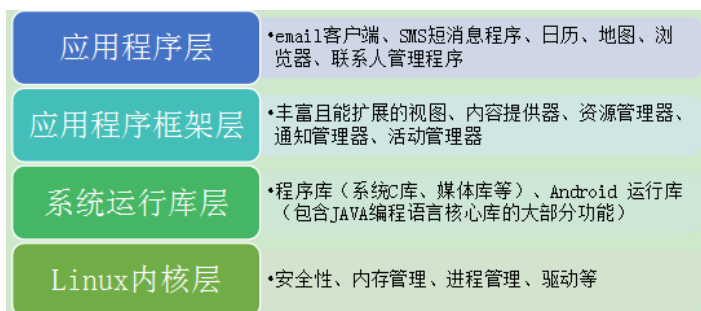 应用程序层
•email客户端、SMS短消息程序、日历、地图、浏
览器、联系人管理程序
应用程序框架层
•丰富且能扩展的视图、内容提供器、资源管理器、
通知管理器、活动管理器
系统运行库层
•程序库（系统C库、媒体库等）、Android 运行库
（包含JAVA编程语言核心库的大部分功能）
Linux内核层
•安全性、内存管理、进程管理、驱动等